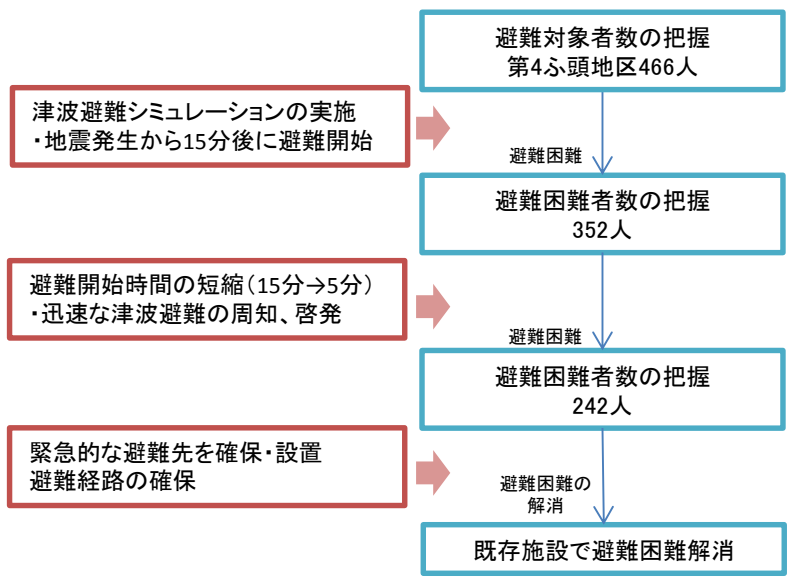 避難対象者数の把握
第4ふ頭地区466人
津波避難シミュレーションの実施
・地震発生から15分後に避難開始
避難困難
避難困難者数の把握
352人
避難開始時間の短縮（15分→5分）
・迅速な津波避難の周知、啓発
避難困難
避難困難者数の把握
242人
緊急的な避難先を確保・設置
避難経路の確保
避難困難の
解消
既存施設で避難困難解消